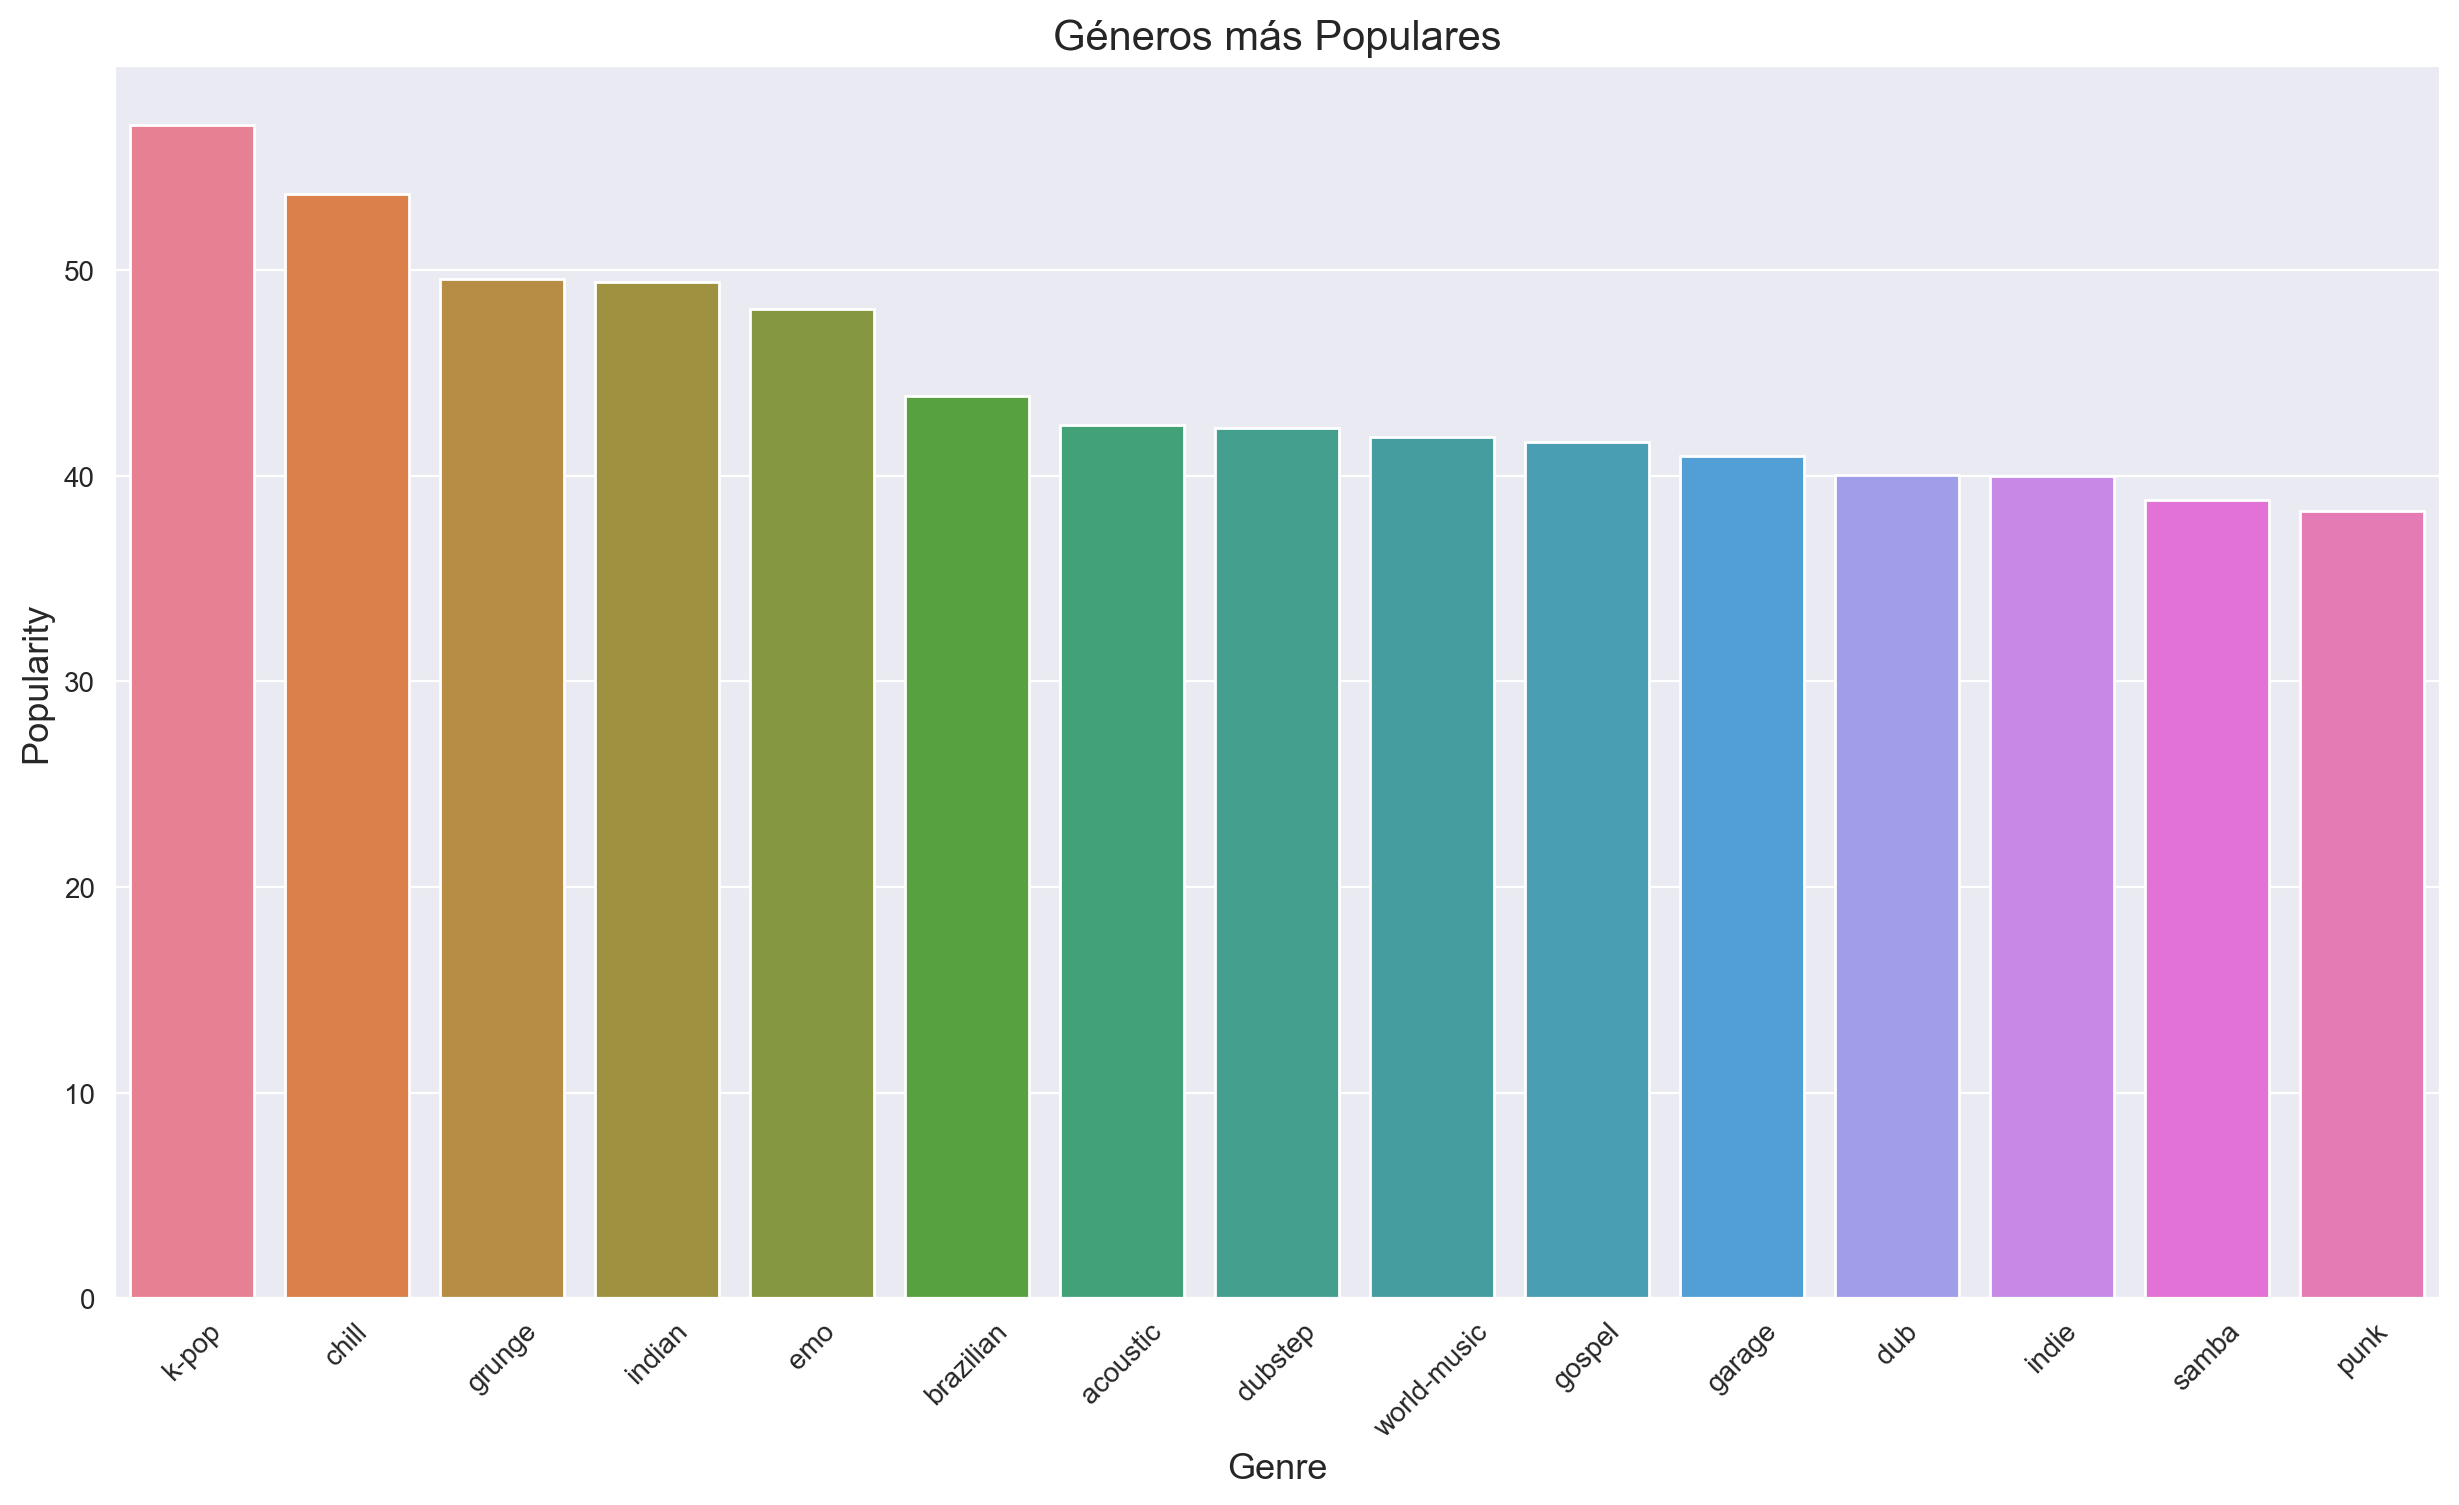 Géneros más Populares
Popularity
50
40
30
20
10
0
k-pop
chill
grunge
indian
emo
brazilian
acoustic
dubstep
world-music
gospel
garage
dub
indie
samba
punk
Genre